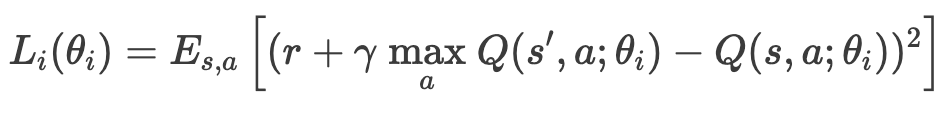 L_i(θ_i) = E_{s,a} [(r + γ max_a Q(s′, a; θ_i) − Q(s, a; θ_i))²]